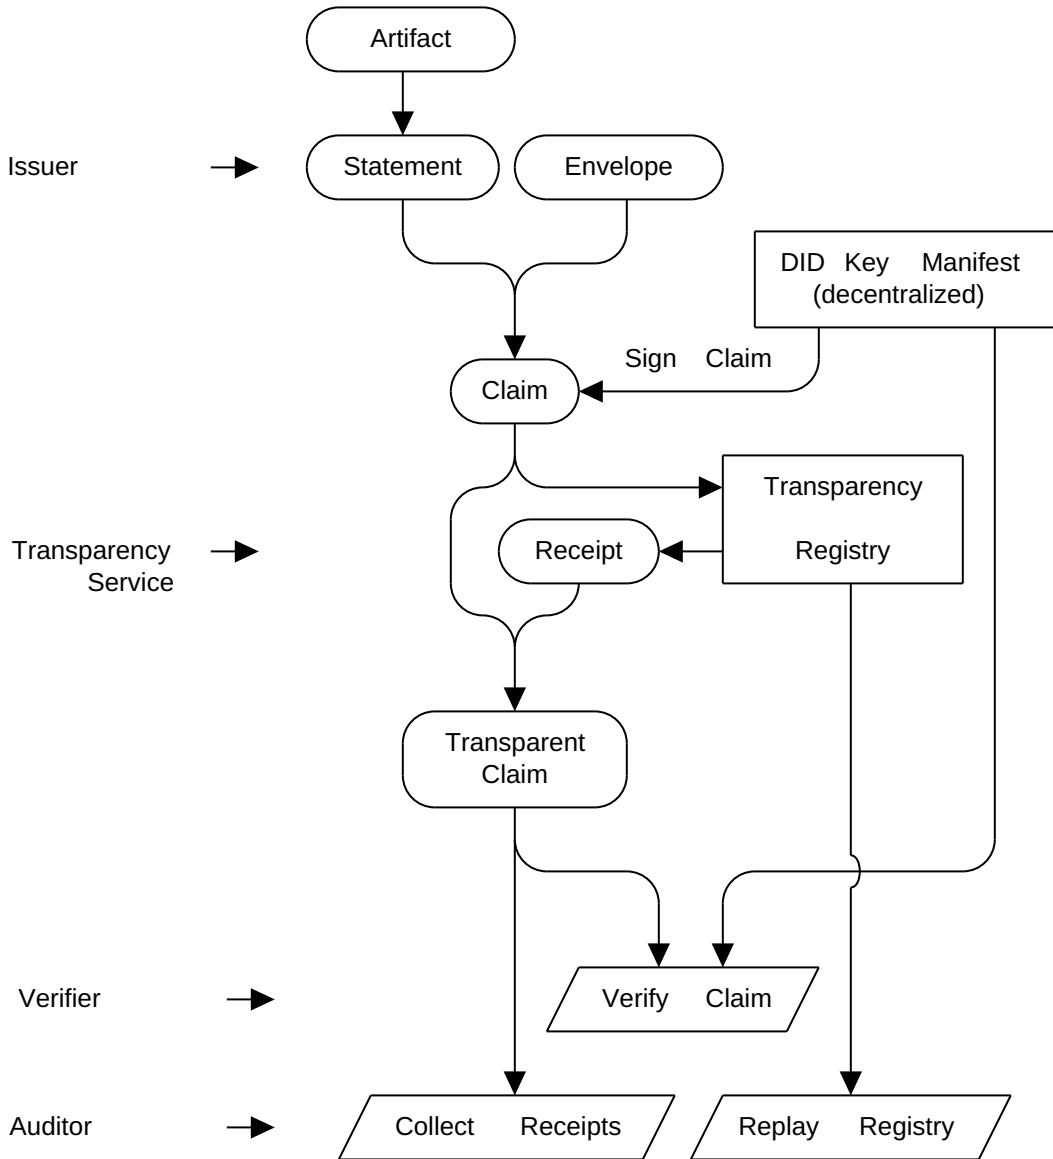 Artifact
Issuer
Statement
Envelope
DID Key Manifest
(decentralized)
Sign Claim
Claim
Transparency
Registry
Receipt
Transparency
Service
Transparent
Claim
Verifier
Verify Claim
Auditor
Collect Receipts
Replay Registry